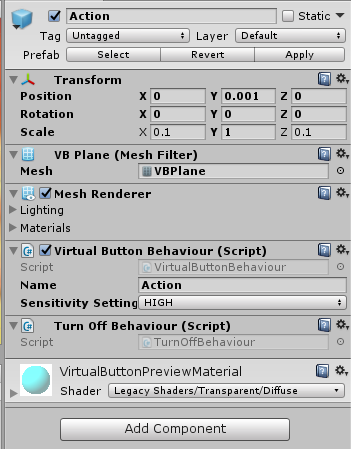 Action Static
Tag Untagged Layer Default
Prefab Select Revert Apply
Transform
Position X 0 Y 0.001 Z 0
Rotation X 0 Y 0 Z 0
Scale X 0.1 Y 1 Z 0.1
VB Plane (Mesh Filter)
Mesh VBPlane
Mesh Renderer
Lighting
Materials
Virtual Button Behaviour (Script)
Script VirtualButtonBehaviour
Name Action
Sensitivity Setting HIGH
Turn Off Behaviour (Script)
Script TurnOffBehaviour
VirtualButtonPreviewMaterial
Shader Legacy Shaders/Transparent/Diffuse
Add Component